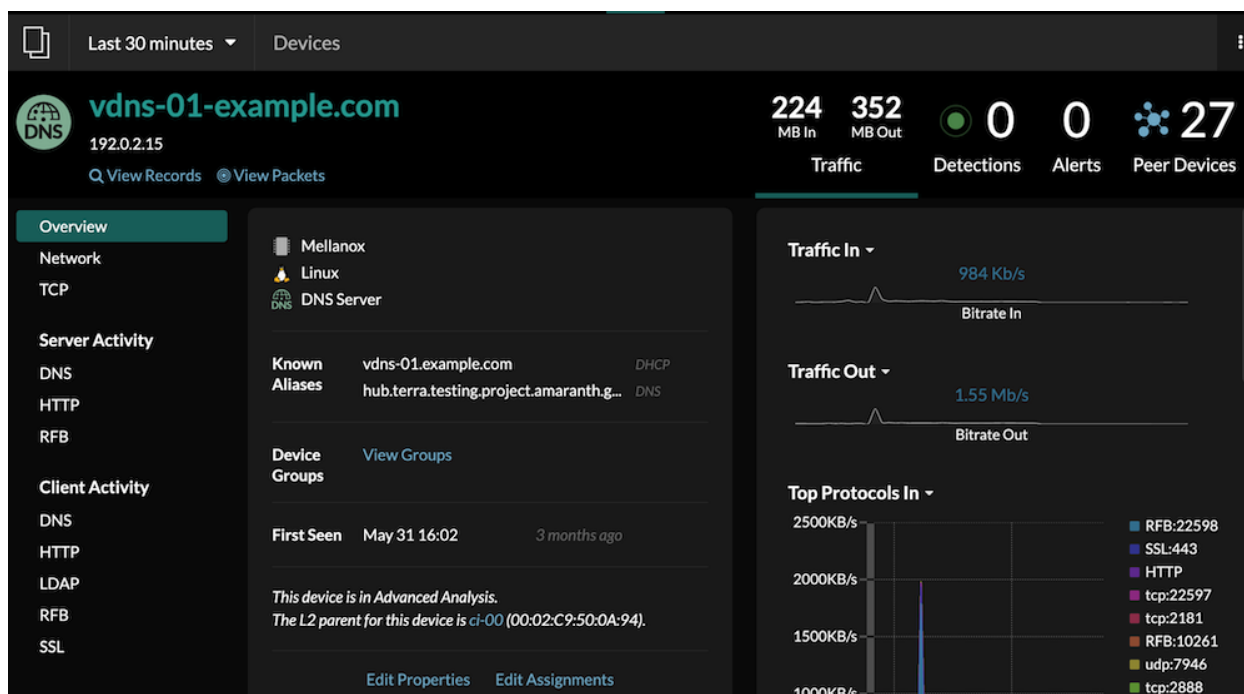 Last 30 minutes
Devices
DNS
vdns-01-example.com
192.0.2.15
View Records
View Packets
224
MB In
352
MB Out
Traffic
0
Detections
0
Alerts
27
Peer Devices
Overview
Network
TCP
Server Activity
DNS
HTTP
RFB
Client Activity
DNS
HTTP
LDAP
RFB
SSL
Mellanox
Linux
DNS
DNS Server
Known Aliases
vdns-01.example.com DHCP
hub.terra.testing.project.amaranth.g... DNS
Device Groups
View Groups
First Seen May 31 16:02 3 months ago
This device is in Advanced Analysis.
The L2 parent for this device is ci-00 (00:02:C9:50:0A:94).
Edit Properties
Edit Assignments
Traffic In
984 Kb/s
Bitrate In
Traffic Out
1.55 Mb/s
Bitrate Out
Top Protocols In
2500KB/s
2000KB/s
1500KB/s
1000KB/s
RFB:22598
SSL:443
HTTP
tcp:22597
tcp:2181
RFB:10261
udp:7946
tcp:2888